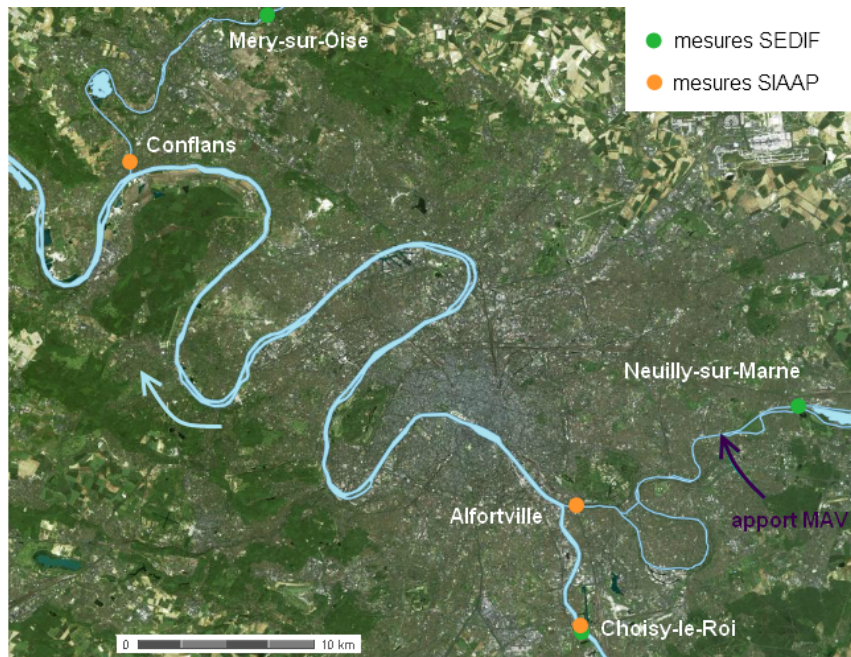 Méry-sur-Oise
mesures SEDIF
mesures SIAAP
Conflans
Neuilly-sur-Marne
Alfortville
apport MAV
Choisy-le-Roi
0 10 km